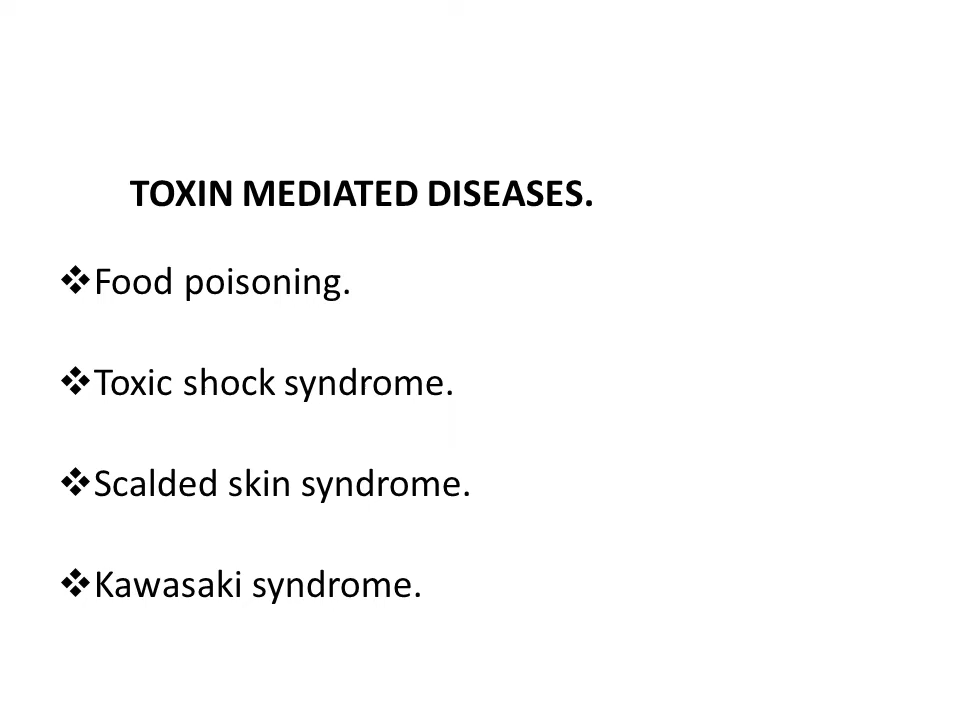 TOXIN MEDIATED DISEASES.
❖Food poisoning.
❖Toxic shock syndrome.
❖Scalded skin syndrome.
❖Kawasaki syndrome.